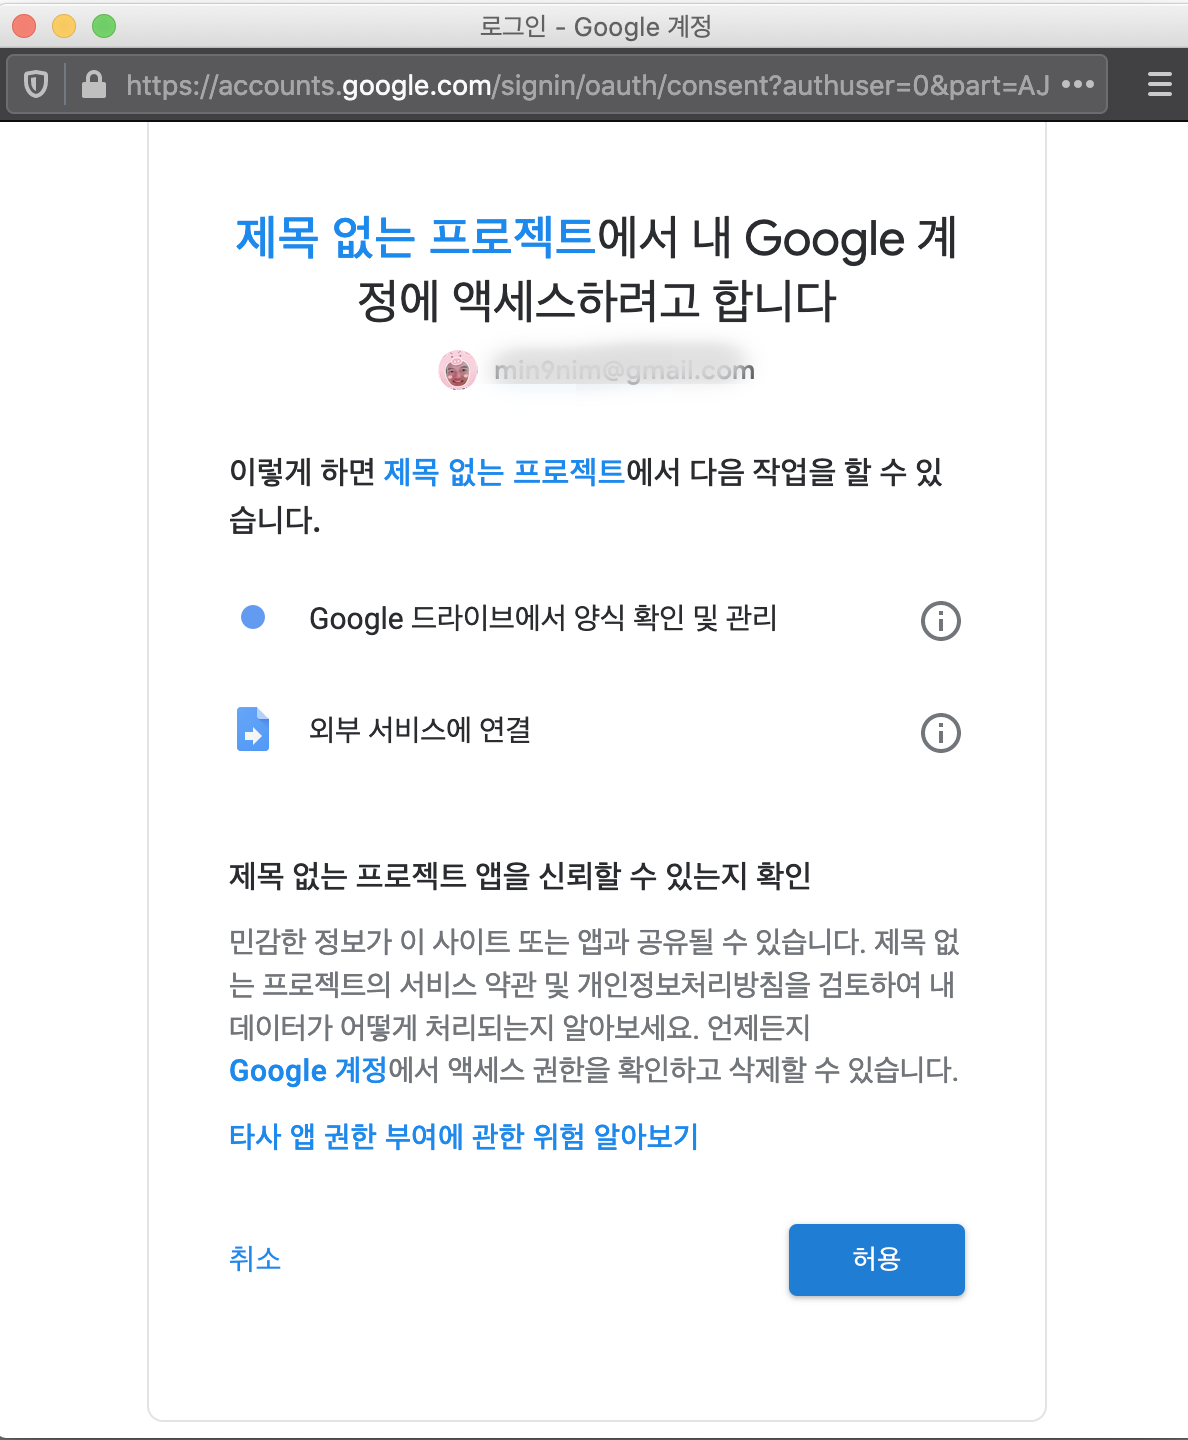 로그인 - Google 계정
https://accounts.google.com/signin/oauth/consent?authuser=0&part=AJ
제목 없는 프로젝트에서 내 Google 계
정에 액세스하려고 합니다
min9nim@gmail.com
이렇게 하면 제목 없는 프로젝트에서 다음 작업을 할 수 있
습니다.
Google 드라이브에서 양식 확인 및 관리
외부 서비스에 연결
제목 없는 프로젝트 앱을 신뢰할 수 있는지 확인
민감한 정보가 이 사이트 또는 앱과 공유될 수 있습니다. 제목 없
는 프로젝트의 서비스 약관 및 개인정보처리방침을 검토하여 내
데이터가 어떻게 처리되는지 알아보세요. 언제든지
Google 계정에서 액세스 권한을 확인하고 삭제할 수 있습니다.
타사 앱 권한 부여에 관한 위험 알아보기
취소
허용